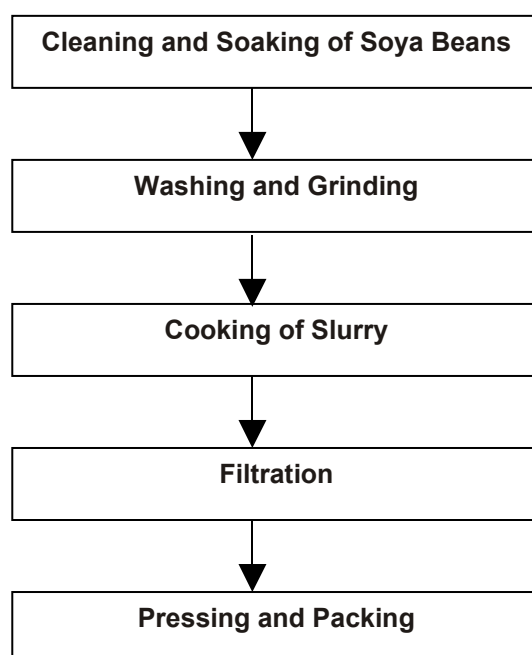 Cleaning and Soaking of Soya Beans
Washing and Grinding
Cooking of Slurry
Filtration
Pressing and Packing